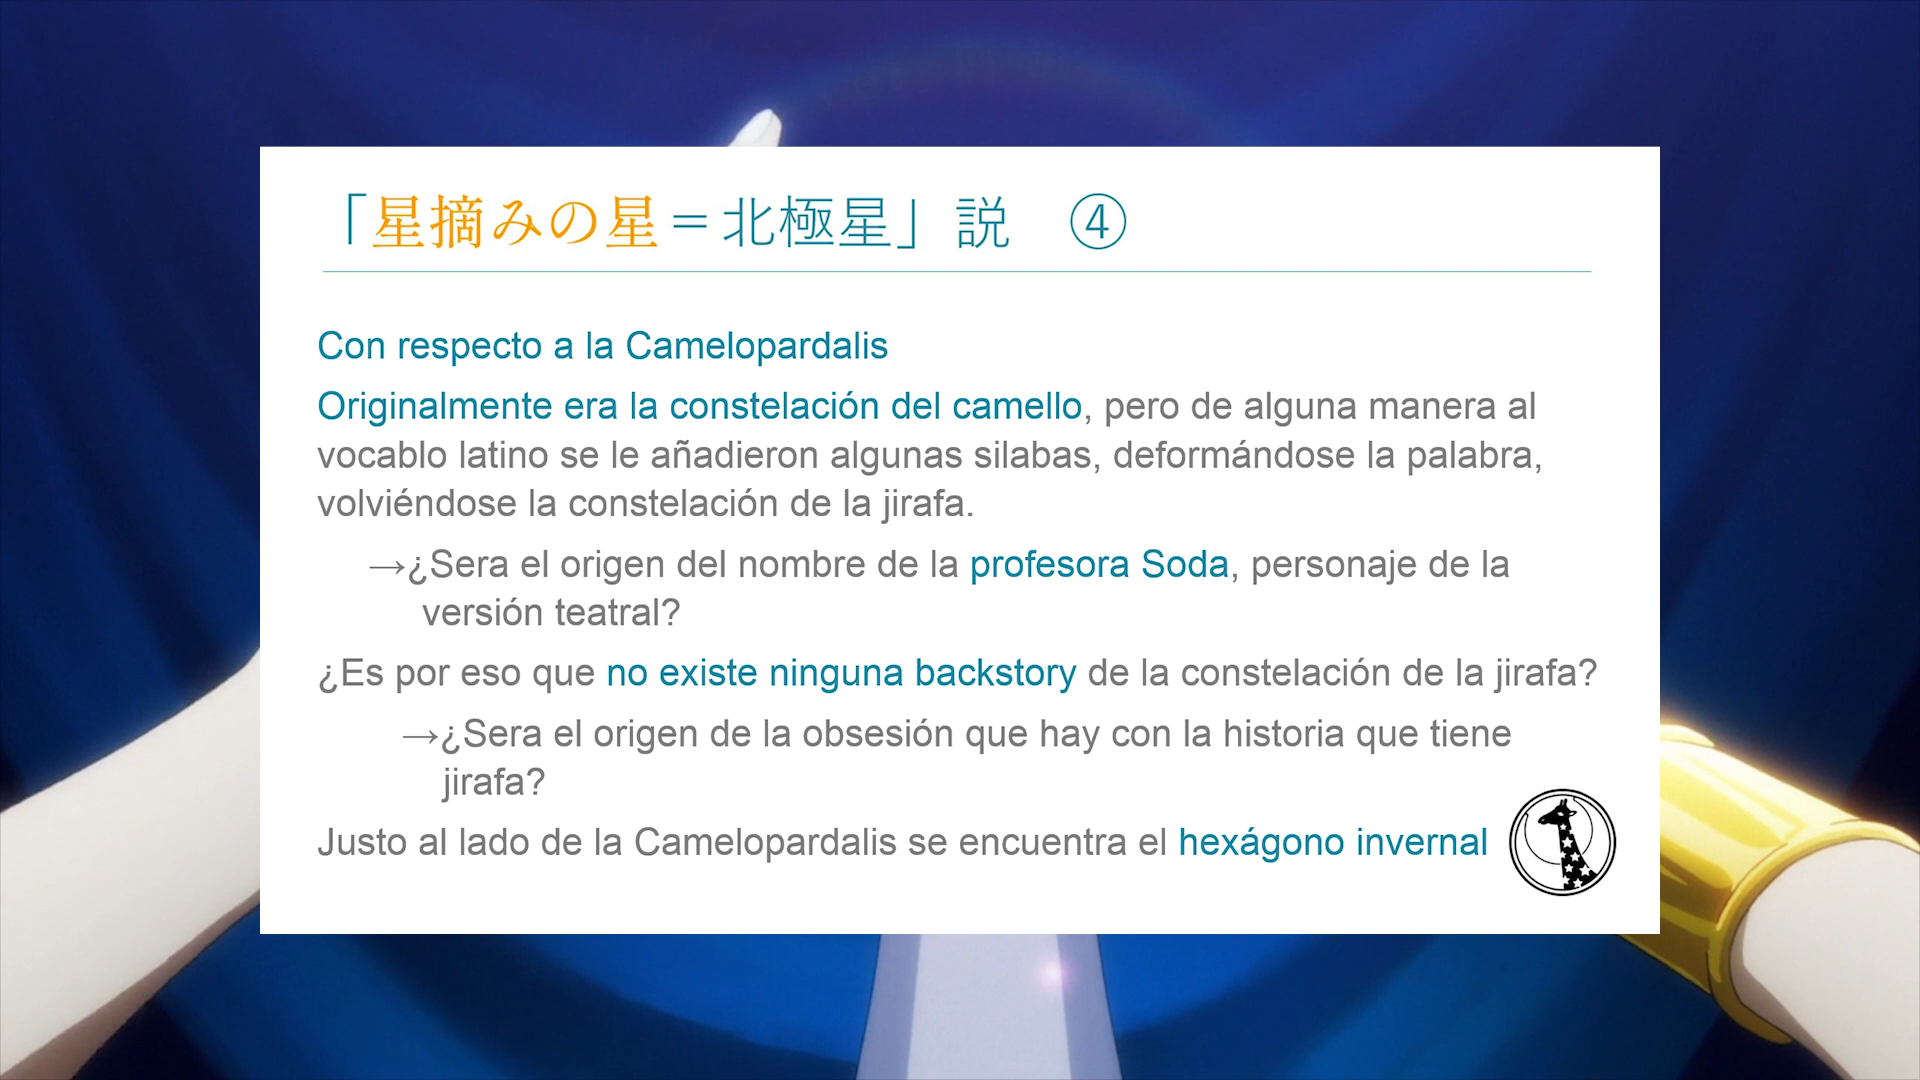 「星摘みの星＝北極星」説　④
Con respecto a la Camelopardalis
Originalmente era la constelación del camello, pero de alguna manera al
vocablo latino se le añadieron algunas silabas, deformándose la palabra,
volviéndose la constelación de la jirafa.
→¿Sera el origen del nombre de la profesora Soda, personaje de la
versión teatral?
¿Es por eso que no existe ninguna backstory de la constelación de la jirafa?
→¿Sera el origen de la obsesión que hay con la historia que tiene
jirafa?
Justo al lado de la Camelopardalis se encuentra el hexágono invernal